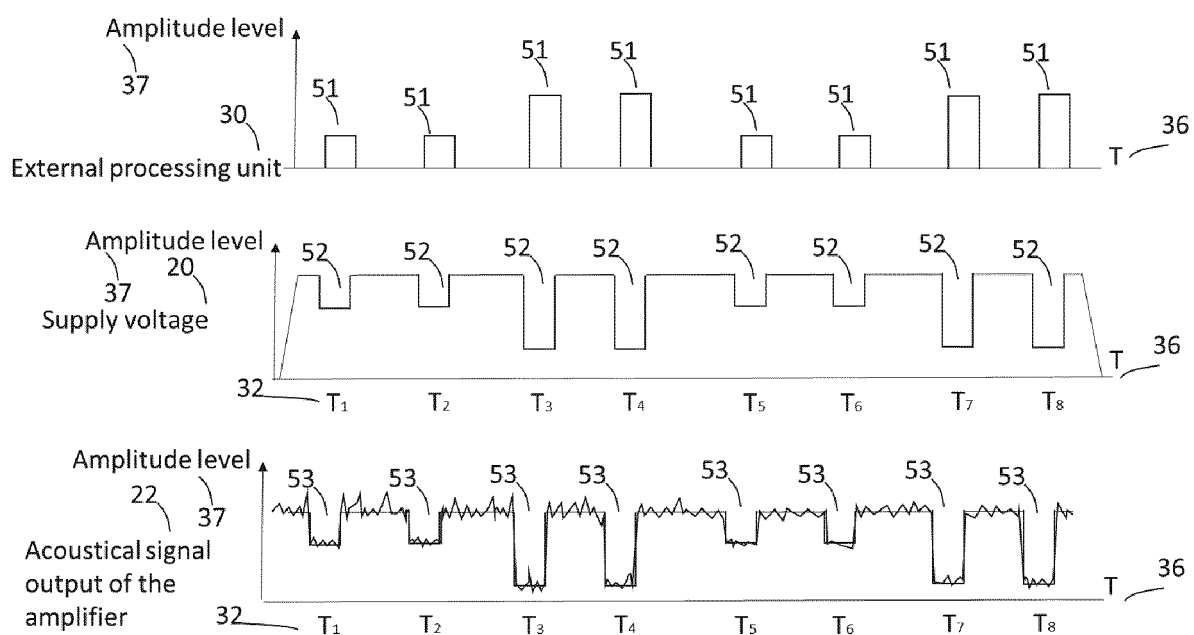 Amplitude level
37
30
External processing unit
51 51 51 51 51 51 51 51
T 36
Amplitude level
37 20
Supply voltage
52 52 52 52 52 52 52 52
T 36
32 T1 T2 T3 T4 T5 T6 T7 T8
Amplitude level
22 37
Acoustical signal
output of the
amplifier
53 53 53 53 53 53 53 53
T 36
32 T1 T2 T3 T4 T5 T6 T7 T8